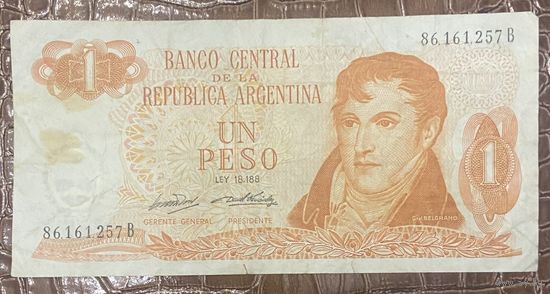 86.161.257 B
1
BANCO CENTRAL
DE LA
REPUBLICA ARGENTINA
UN
PESO
LEY 18.188
1
GERENTE GENERAL PRESIDENTE
G. M. BELGRANO
86.161.257 B